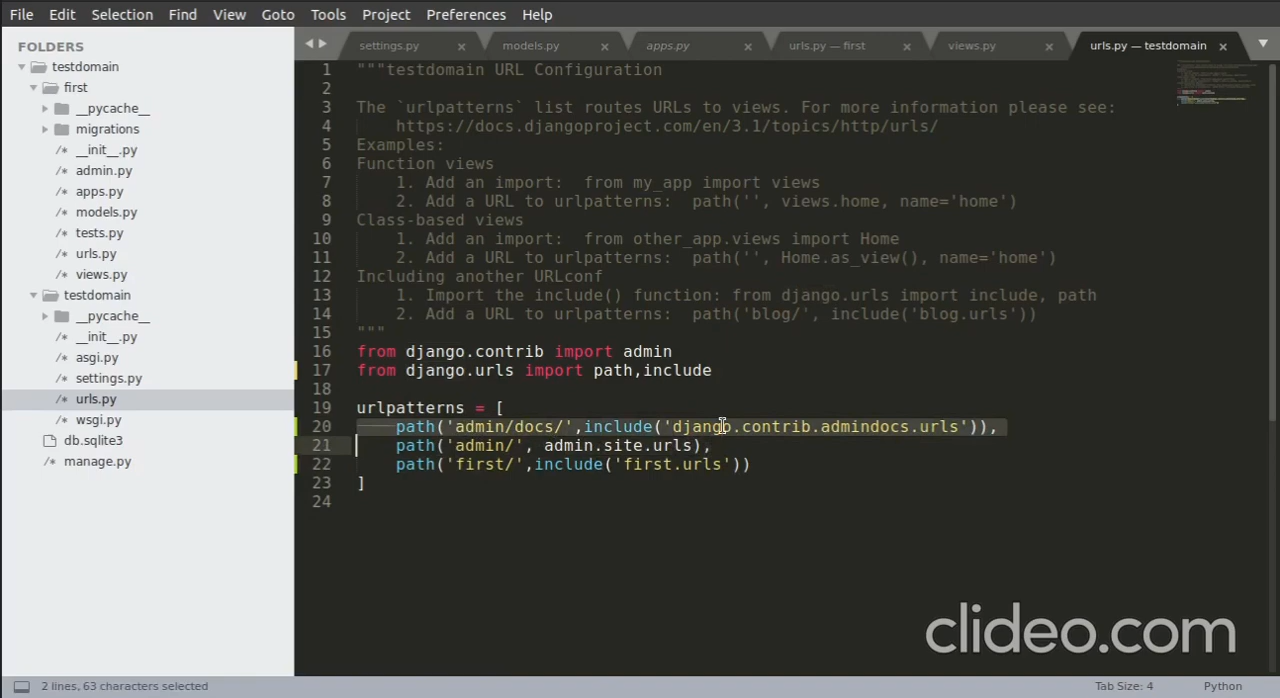 File Edit Selection Find View Goto Tools Project Preferences Help
FOLDERS
testdomain
first
__pycache__
migrations
__init__.py
admin.py
apps.py
models.py
tests.py
urls.py
views.py
testdomain
__pycache__
__init__.py
asgi.py
settings.py
urls.py
wsgi.py
db.sqlite3
manage.py
settings.py × models.py × apps.py × urls.py — first × views.py × urls.py — testdomain ×
1 """testdomain URL Configuration
2
3 The `urlpatterns` list routes URLs to views. For more information please see:
4     https://docs.djangoproject.com/en/3.1/topics/http/urls/
5 Examples:
6 Function views
7     1. Add an import:  from my_app import views
8     2. Add a URL to urlpatterns:  path('', views.home, name='home')
9 Class-based views
10     1. Add an import:  from other_app.views import Home
11     2. Add a URL to urlpatterns:  path('', Home.as_view(), name='home')
12 Including another URLconf
13     1. Import the include() function: from django.urls import include, path
14     2. Add a URL to urlpatterns:  path('blog/', include('blog.urls'))
15 """
16 from django.contrib import admin
17 from django.urls import path,include
18
19 urlpatterns = [
20     path('admin/docs/',include('django.contrib.admindocs.urls')),
21     path('admin/', admin.site.urls),
22     path('first/',include('first.urls'))
23 ]
24
clideo.com
2 lines, 63 characters selected Tab Size: 4 Python